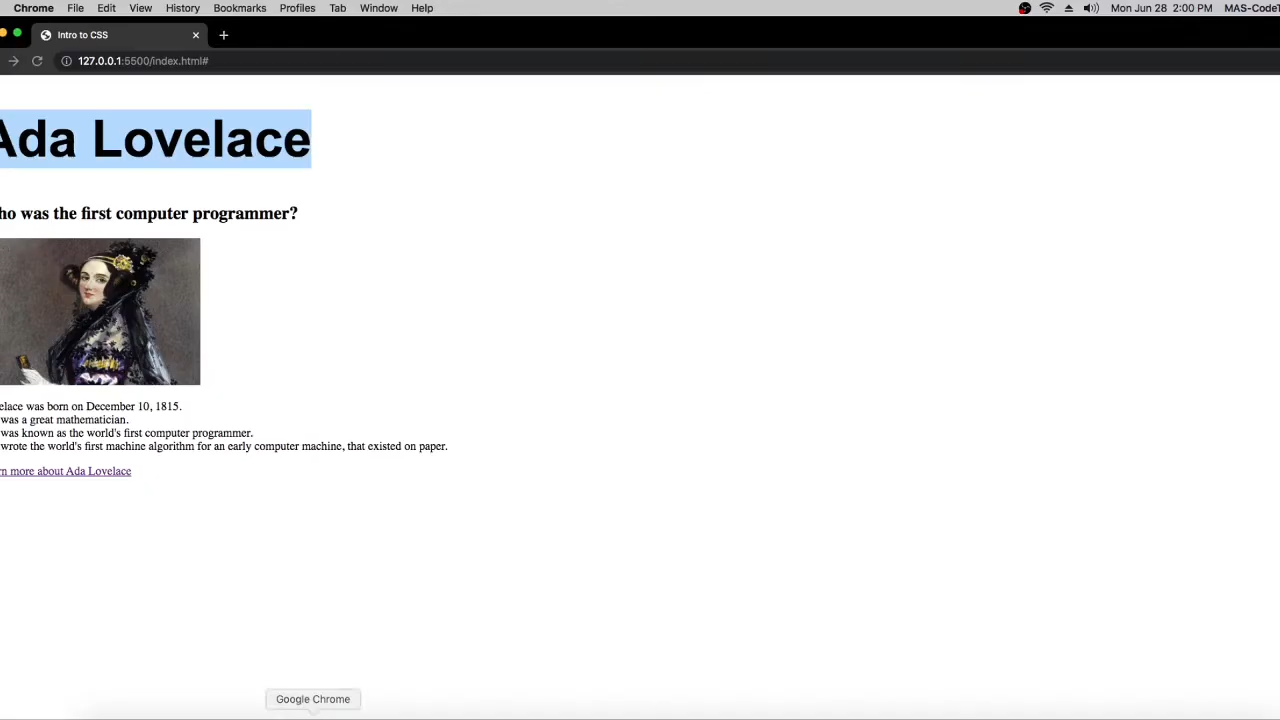 Chrome File Edit View History Bookmarks Profiles Tab Window Help Mon Jun 28 2:00 PM MAS-CodeT
Intro to CSS
127.0.0.1:5500/index.html#
Ada Lovelace
ho was the first computer programmer?
elace was born on December 10, 1815.
was a great mathematician.
was known as the world's first computer programmer.
wrote the world's first machine algorithm for an early computer machine, that existed on paper.
rn more about Ada Lovelace
Google Chrome